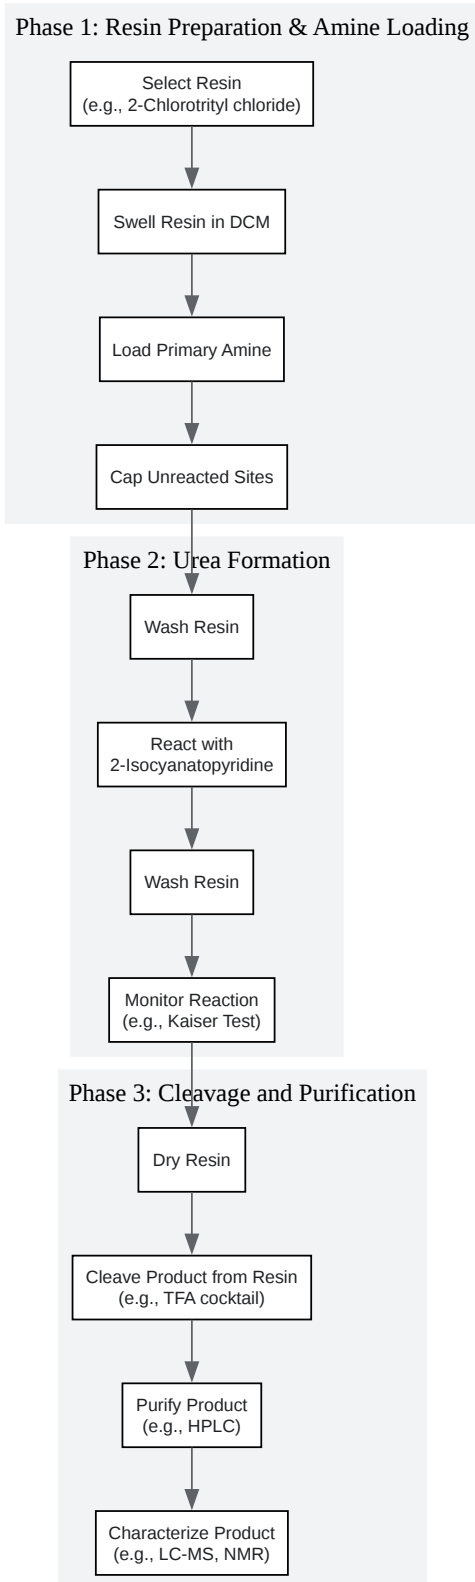 Phase 1: Resin Preparation & Amine Loading
Select Resin
(e.g., 2-Chlorotrityl chloride)
Swell Resin in DCM
Load Primary Amine
Cap Unreacted Sites
Phase 2: Urea Formation
Wash Resin
React with
2-Isocyanatopyridine
Wash Resin
Monitor Reaction
(e.g., Kaiser Test)
Phase 3: Cleavage and Purification
Dry Resin
Cleave Product from Resin
(e.g., TFA cocktail)
Purify Product
(e.g., HPLC)
Characterize Product
(e.g., LC-MS, NMR)